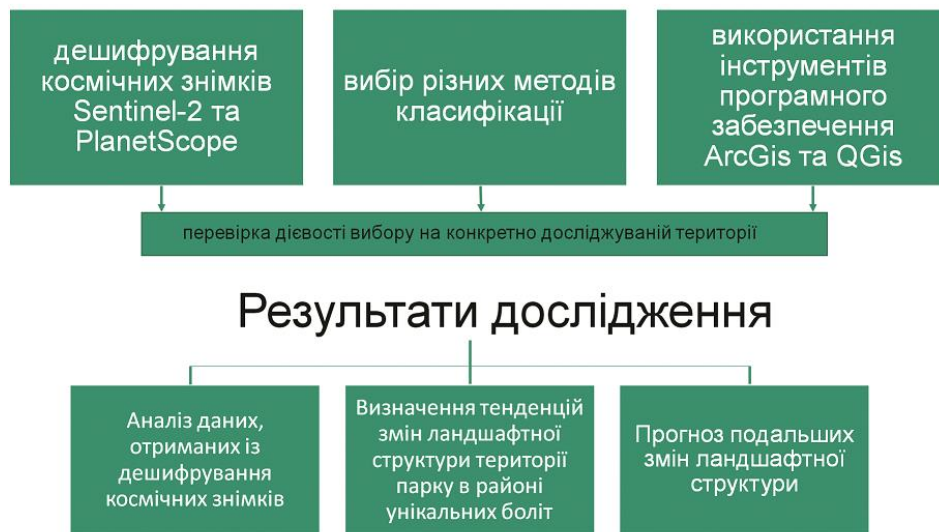 дешифрування
космічних знімків
Sentinel-2 та
PlanetScope
вибір різних методів
класифікації
використання
інструментів
програмного
забезпечення
ArcGis та QGis
перевірка дієвості вибору на конкретно досліджуваній території
Результати дослідження
Аналіз даних,
отриманих із
дешифрування
космічних знімків
Визначення тенденцій
змін ландшафтної
структури території
парку в районі
унікальних боліт
Прогноз подальших
змін ландшафтної
структури